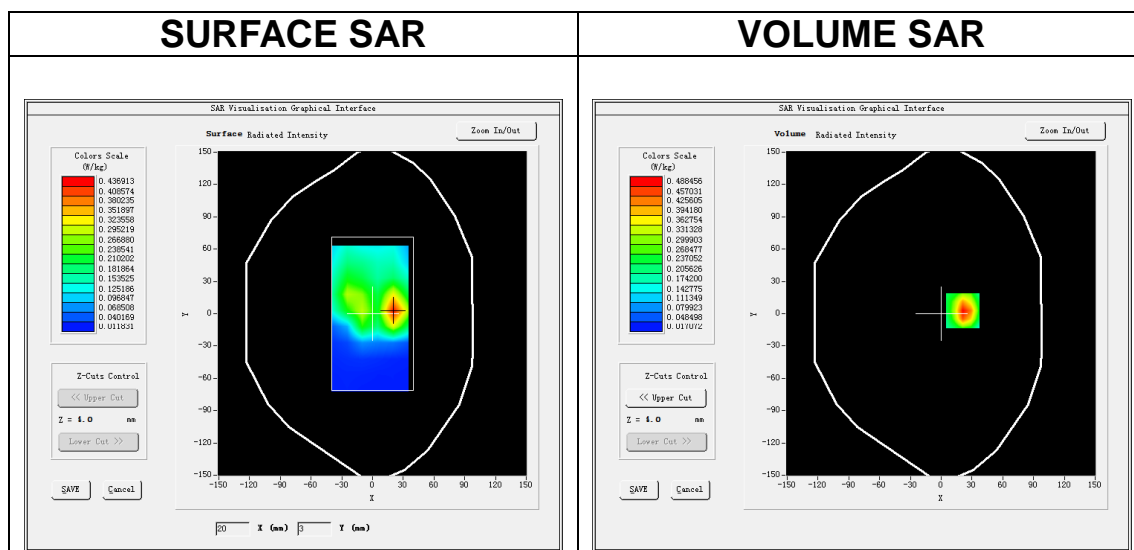 SURFACE SAR
VOLUME SAR
SAR Visualisation Graphical Interface
Surface Radiated Intensity
Zoom In/Out
Colors Scale
(W/kg)
0.436913
0.408574
0.380235
0.351897
0.323558
0.295219
0.266880
0.238541
0.210202
0.181864
0.153525
0.125186
0.096847
0.068508
0.040169
0.011831
150
120
90
60
30
0
-30
-60
-90
-120
-150
Y
-150 -120 -90 -60 -30 0 30 60 90 120 150
X
Z-Cuts Control
<< Upper Cut
Z = 4.0 mm
Lower Cut >>
SAVE Cancel
20 X (mm) 3 Y (mm)
SAR Visualisation Graphical Interface
Volume Radiated Intensity
Zoom In/Out
Colors Scale
(W/kg)
0.488456
0.457031
0.425605
0.394180
0.362754
0.331328
0.299903
0.268477
0.237052
0.205626
0.174200
0.142775
0.111349
0.079923
0.048498
0.017072
150
120
90
60
30
0
-30
-60
-90
-120
-150
Y
-150 -120 -90 -60 -30 0 30 60 90 120 150
X
Z-Cuts Control
<< Upper Cut
Z = 4.0 mm
Lower Cut >>
SAVE Cancel